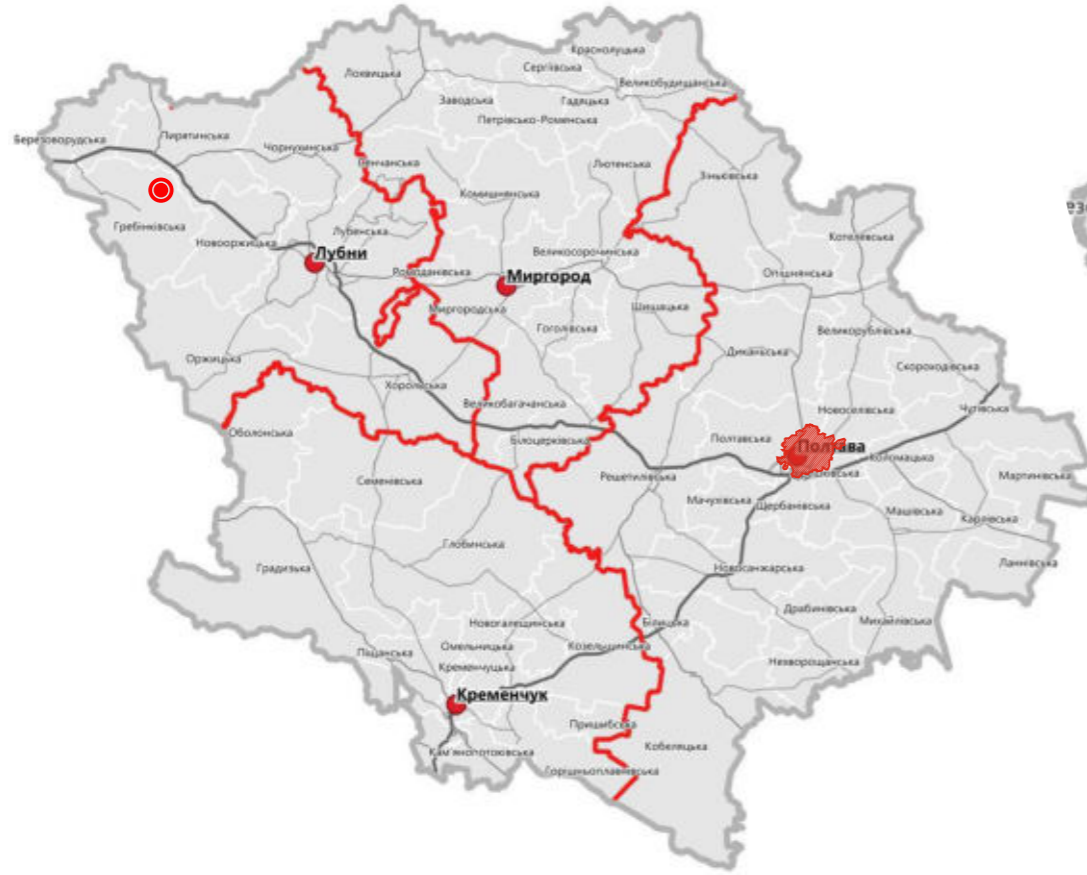 Краснолуцька
Сергіївська
Лохвицька
Великобудищанська
Заводська
Гадяцька
Петрівсько-Роменська
Березоворудська
Пирятинська
Чорнухинська
Сенчанська
Лютенська
Зіньківська
Комишнянська
Гребінківська
Лубенська
Котелевська
Новооржицька
Лубни
Великосорочинська
Ромоданівська
Миргород
Опішнянська
Миргородська
Шишацька
Гоголівська
Великорублівська
Оржицька
Диканьська
Скороходівська
Хорольська
Великобагачанська
Новоселівська
Чутівська
Оболонська
Білоцерківська
Полтавська
Полтава
Коломацька
Семенівська
Решетилівська
Мартинівська
Мачухівська
Щербанівська
Машівська
Карлівська
Глобинська
Градизька
Новосанжарська
Ланнівська
Драбинівська
Новогалещинська
Білицька
Михайлівська
Омельницька
Козельщинська
Піщанська
Кременчуцька
Нехворощанська
Кременчук
Пришибська
Кам'янопотоківська
Кобеляцька
Горішньоплавнівська